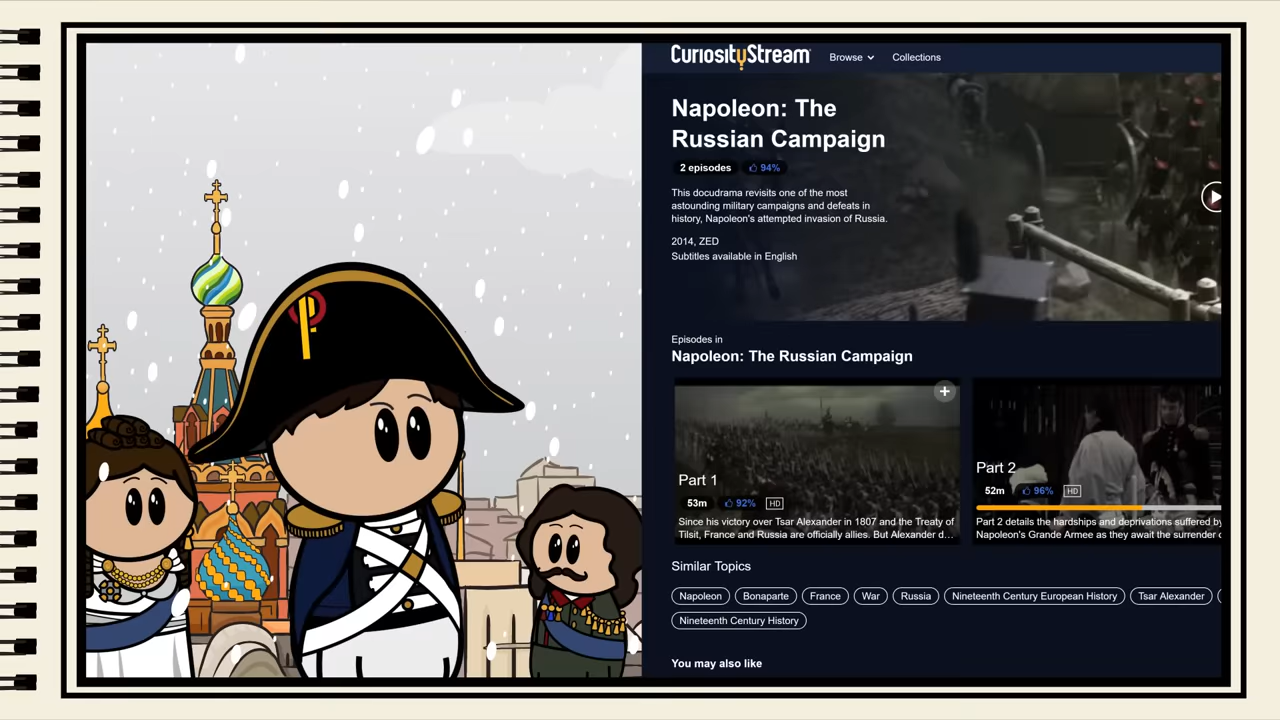 CuriosityStream
Browse
Collections
Napoleon: The
Russian Campaign
2 episodes
94%
This docudrama revisits one of the most
astounding military campaigns and defeats in
history, Napoleon's attempted invasion of Russia.
2014, ZED
Subtitles available in English
Episodes in
Napoleon: The Russian Campaign
Part 1
53m
92%
HD
Since his victory over Tsar Alexander in 1807 and the Treaty of
Tilsit, France and Russia are officially allies. But Alexander d...
Part 2
52m
96%
HD
Part 2 details the hardships and deprivations suffered by
Napoleon's Grande Armee as they await the surrender
Similar Topics
Napoleon
Bonaparte
France
War
Russia
Nineteenth Century European History
Tsar Alexander
Nineteenth Century History
You may also like